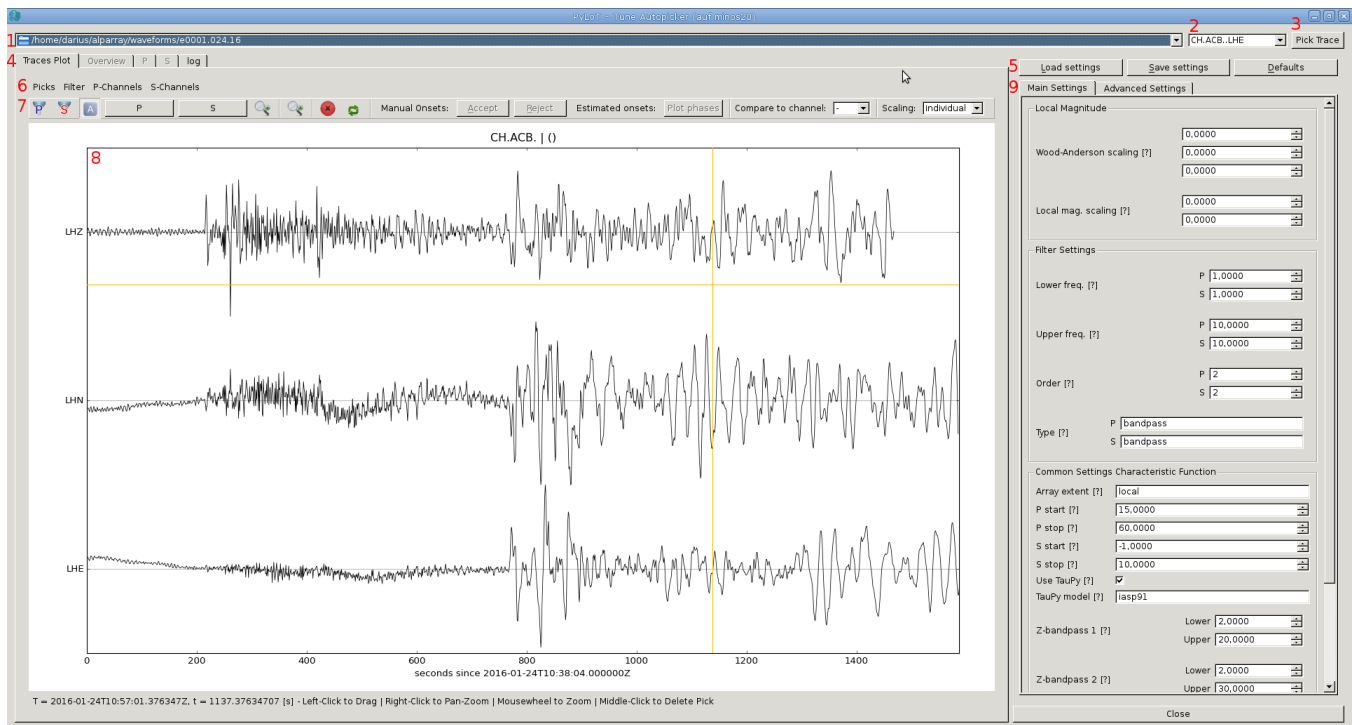 PyLoT - Tune Autopicker (auf minos26)
1 /home/darius/alparray/waveforms/e0001.024.16 2 CH.ACB..LHE 3 Pick Trace
4 Traces Plot Overview P S log
5 Load settings Save settings Defaults
6 Picks Filter P-Channels S-Channels
7 P S A P S Manual Onsets: Accept Reject Estimated onsets: Plot phases Compare to channel: - Scaling: individual
CH.ACB. | ()
8
LHZ
LHN
LHE
0 200 400 600 800 1000 1200 1400
seconds since 2016-01-24T10:38:04.000000Z
T = 2016-01-24T10:57:01.376347Z, t = 1137.37634707 [s] - Left-Click to Drag | Right-Click to Pan-Zoom | Mousewheel to Zoom | Middle-Click to Delete Pick
9 Main Settings Advanced Settings
Local Magnitude
Wood-Anderson scaling [?]
0,0000
0,0000
0,0000
Local mag. scaling [?]
0,0000
0,0000
Filter Settings
Lower freq. [?]
P 1,0000
S 1,0000
Upper freq. [?]
P 10,0000
S 10,0000
Order [?]
P 2
S 2
Type [?]
P bandpass
S bandpass
Common Settings Characteristic Function
Array extent [?] local
P start [?] 15,0000
P stop [?] 60,0000
S start [?] -1,0000
S stop [?] 10,0000
Use TauPy [?]
TauPy model [?] iasp91
Z-bandpass 1 [?]
Lower 2,0000
Upper 20,0000
Z-bandpass 2 [?]
Lower 2,0000
Upper 30,0000
Close